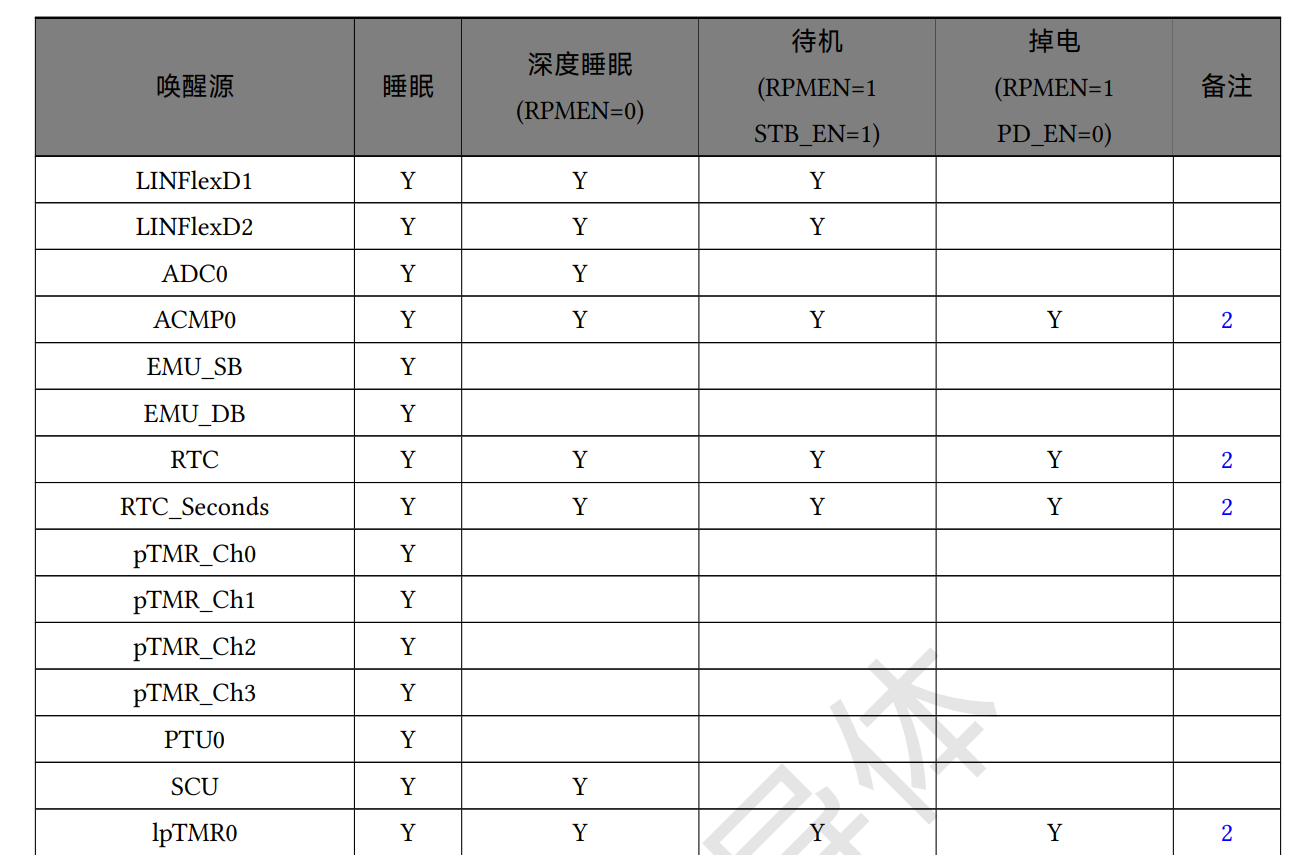 唤醒源 睡眠 深度睡眠 (RPMEN=0) 待机 (RPMEN=1 STB_EN=1) 掉电 (RPMEN=1 PD_EN=0) 备注
LINFlexD1 Y Y Y
LINFlexD2 Y Y Y
ADC0 Y Y
ACMP0 Y Y Y Y 2
EMU_SB Y
EMU_DB Y
RTC Y Y Y Y 2
RTC_Seconds Y Y Y Y 2
pTMR_Ch0 Y
pTMR_Ch1 Y
pTMR_Ch2 Y
pTMR_Ch3 Y
PTU0 Y
SCU Y Y
lpTMR0 Y Y Y Y 2
导体